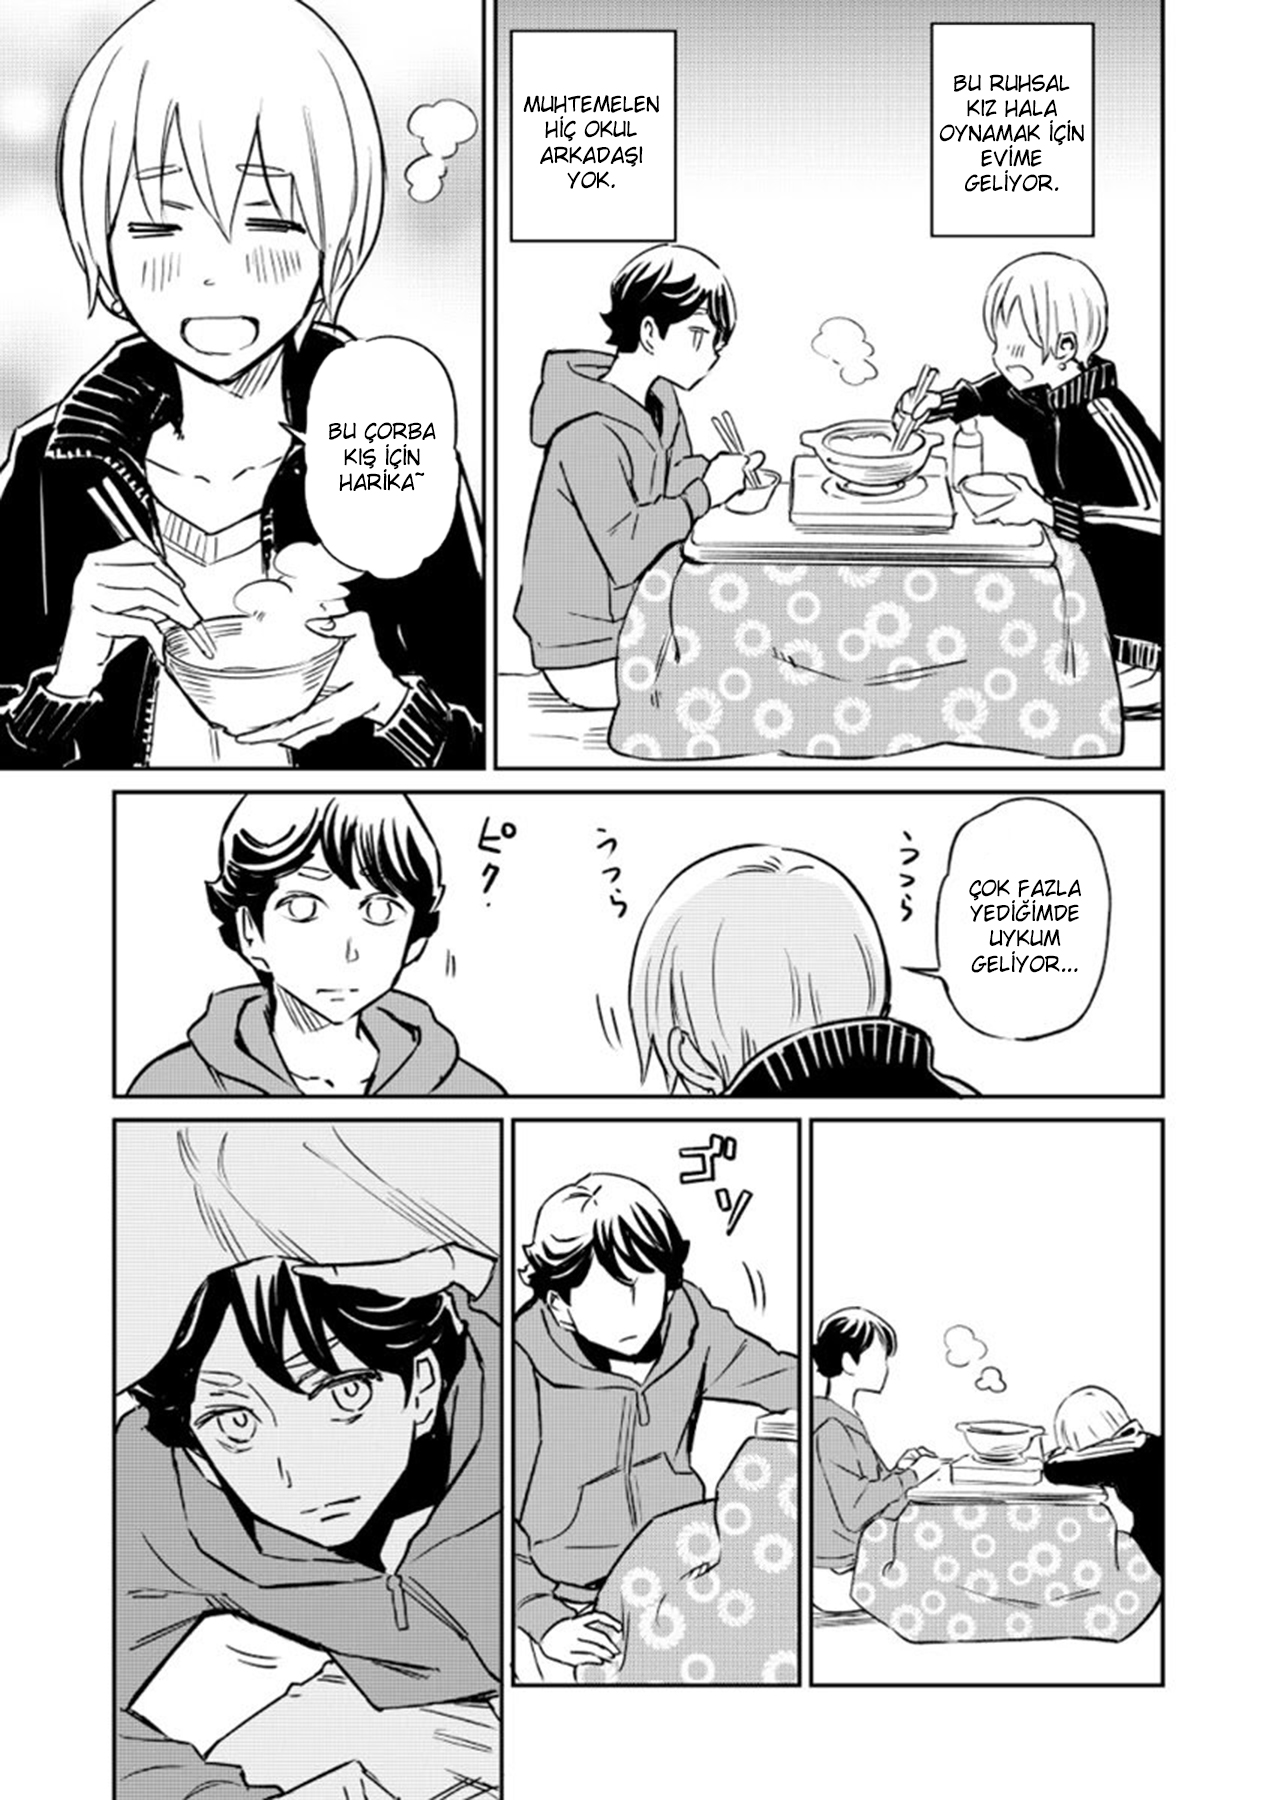 BU RUHSAL
KIZ HALA
OYNAMAK İÇİN
EVİME
GELİYOR.
MUHTEMELEN
HİÇ OKUL
ARKADAŞI
YOK.
BU ÇORBA
KIŞ İÇİN
HARİKA~
ÇOK FAZLA
YEDİĞİMDE
UYKUM
GELİYOR...
うつら
うつら
ピク!
ゴソ